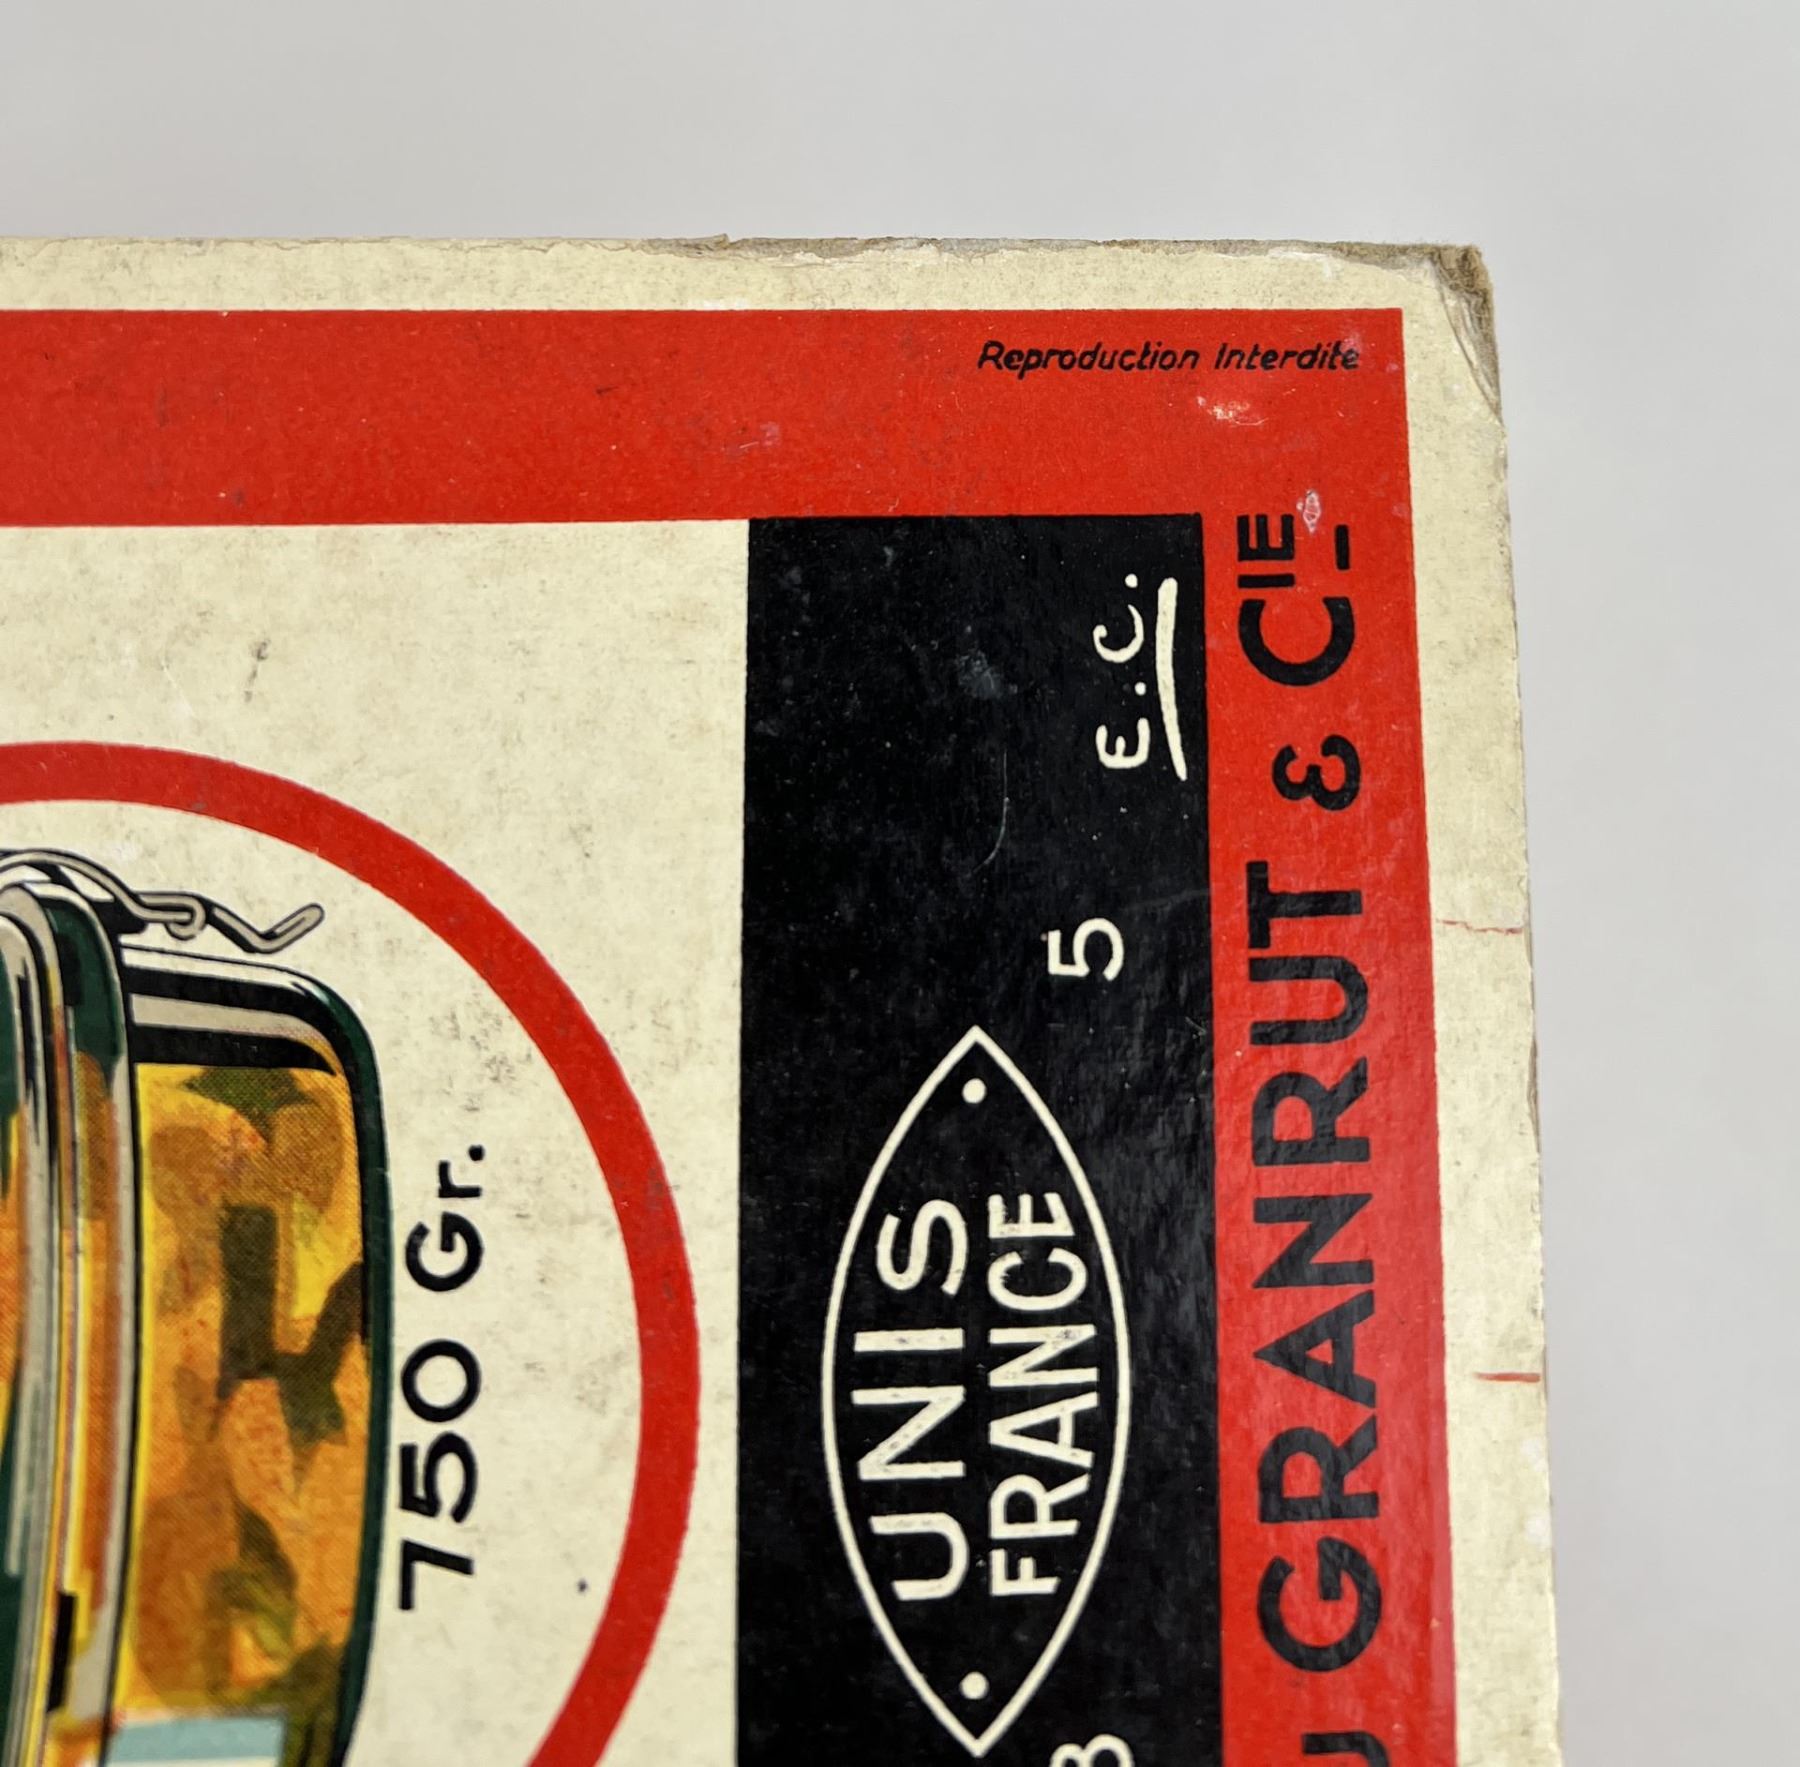 Reproduction Interdite
E.C.
5
UNIS
FRANCE
GRANRUT & CIE
750 Gr.